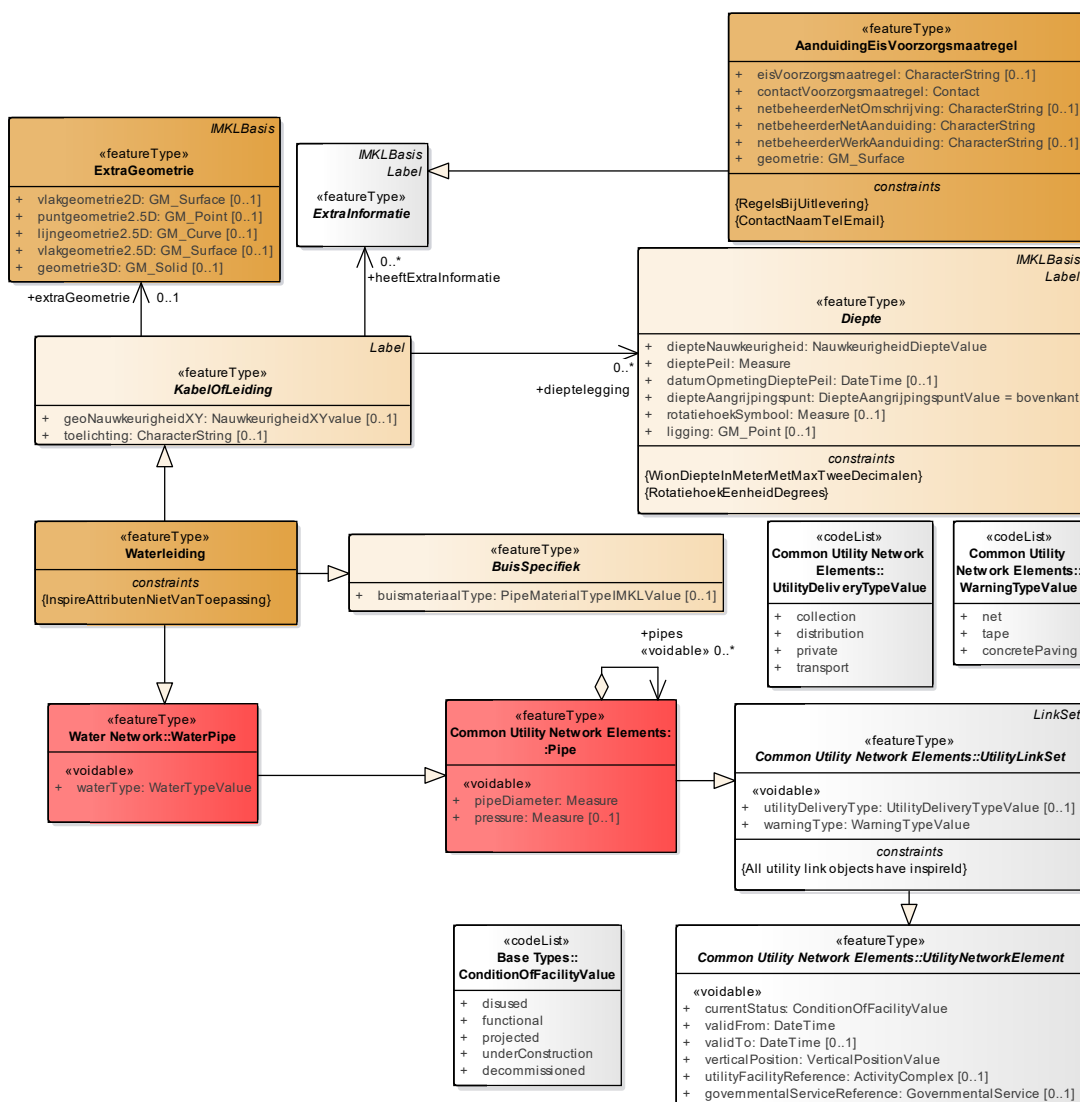 «featureType»
AanduidingEisVoorzorgsmaatregel
+ eisVoorzorgsmaatregel: CharacterString [0..1]
+ contactVoorzorgsmaatregel: Contact
+ netbeheerderNetOmschrijving: CharacterString [0..1]
+ netbeheerderNetAanduiding: CharacterString
+ netbeheerderWerkAanduiding: CharacterString [0..1]
+ geometrie: GM_Surface
constraints
{RegelsBijUitlevering}
{ContactNaamTelEmail}
IMKLBasis
«featureType»
ExtraGeometrie
+ vlakgeometrie2D: GM_Surface [0..1]
+ puntgeometrie2.5D: GM_Point [0..1]
+ lijngeometrie2.5D: GM_Curve [0..1]
+ vlakgeometrie2.5D: GM_Surface [0..1]
+ geometrie3D: GM_Solid [0..1]
IMKLBasis
Label
«featureType»
ExtraInformatie
0..*
+heeftExtraInformatie
+extraGeometrie 0..1
IMKLBasis
Label
«featureType»
Diepte
+ diepteNauwkeurigheid: NauwkeurigheidDiepteValue
+ dieptePeil: Measure
+ datumOpmetingDieptePeil: DateTime [0..1]
+ diepteAangrijpingspunt: DiepteAangrijpingspuntValue = bovenkant
+ rotatiehoekSymbool: Measure [0..1]
+ ligging: GM_Point [0..1]
constraints
{WionDiepteInMeterMetMaxTweeDecimalen}
{RotatiehoekEenheidDegrees}
Label
«featureType»
KabelOfLeiding
+ geoNauwkeurigheidXY: NauwkeurigheidXYvalue [0..1]
+ toelichting: CharacterString [0..1]
0..*
+dieptelegging
«featureType»
Waterleiding
constraints
{InspireAttributenNietVanToepassing}
«featureType»
BuisSpecifiek
+ buismateriaalType: PipeMaterialTypeIMKLValue [0..1]
«codeList»
Common Utility Network
Elements::
UtilityDeliveryTypeValue
+ collection
+ distribution
+ private
+ transport
«codeList»
Common Utility
Network Elements::
WarningTypeValue
+ net
+ tape
+ concretePaving
+pipes
«voidable» 0..*
«featureType»
Water Network::WaterPipe
«voidable»
+ waterType: WaterTypeValue
«featureType»
Common Utility Network Elements:
:Pipe
«voidable»
+ pipeDiameter: Measure
+ pressure: Measure [0..1]
LinkSet
«featureType»
Common Utility Network Elements::UtilityLinkSet
«voidable»
+ utilityDeliveryType: UtilityDeliveryTypeValue [0..1]
+ warningType: WarningTypeValue
constraints
{All utility link objects have inspireId}
«codeList»
Base Types::
ConditionOfFacilityValue
+ disused
+ functional
+ projected
+ underConstruction
+ decommissioned
«featureType»
Common Utility Network Elements::UtilityNetworkElement
«voidable»
+ currentStatus: ConditionOfFacilityValue
+ validFrom: DateTime
+ validTo: DateTime [0..1]
+ verticalPosition: VerticalPositionValue
+ utilityFacilityReference: ActivityComplex [0..1]
+ governmentalServiceReference: GovernmentalService [0..1]